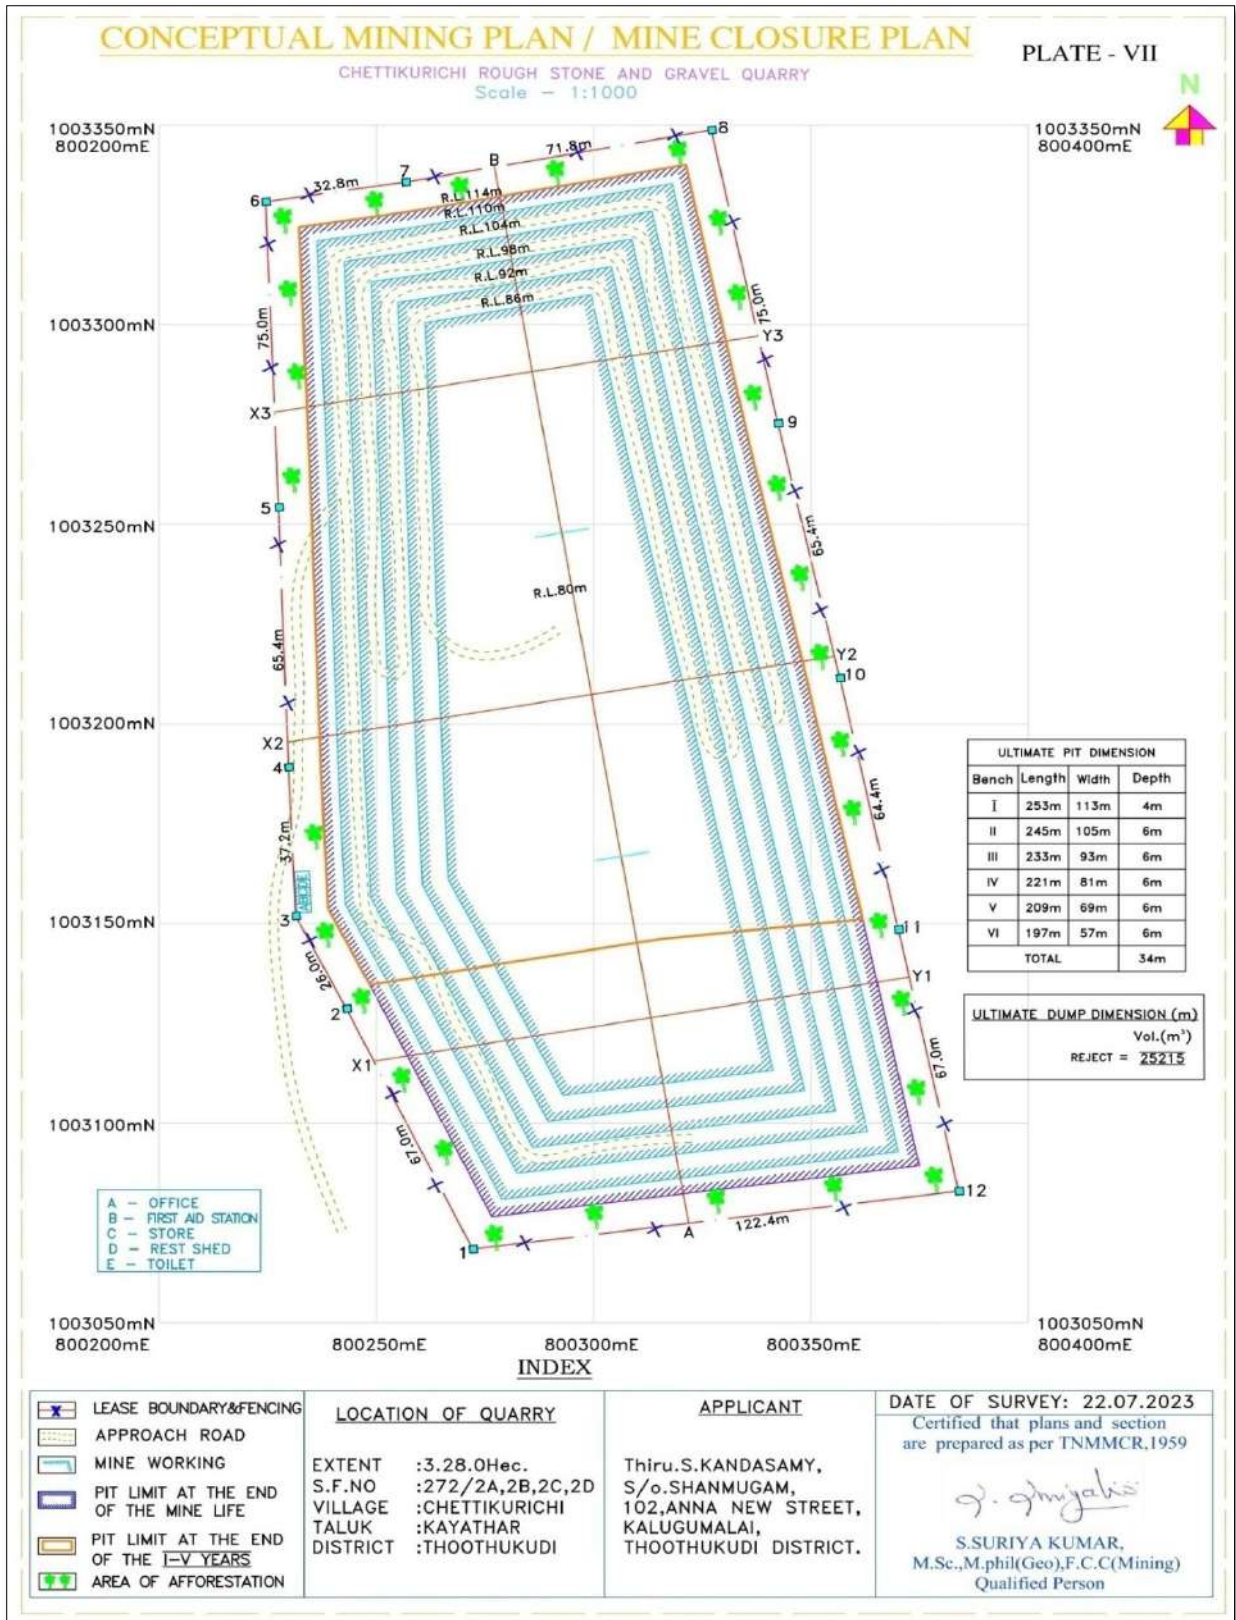 CONCEPTUAL MINING PLAN / MINE CLOSURE PLAN
PLATE - VII
CHETTIKURICHI ROUGH STONE AND GRAVEL QUARRY
Scale - 1:1000
N
1003350mN
800200mE
1003350mN
800400mE
8
71.8m
B
7
32.8m
6
R.L.114m
R.L.110m
R.L.104m
R.L.98m
R.L.92m
R.L.86m
75.0m
75.0m
1003300mN
Y3
X3
9
5
1003250mN
65.4m
R.L.80m
65.4m
Y2
10
1003200mN
X2
4
64.4m
37.2m
ABCDE
3
1003150mN
11
26.0m
Y1
2
X1
67.0m
1003100mN
67.0m
12
122.4m
A
1
ULTIMATE PIT DIMENSION
Bench Length Width Depth
I 253m 113m 4m
II 245m 105m 6m
III 233m 93m 6m
IV 221m 81m 6m
V 209m 69m 6m
VI 197m 57m 6m
TOTAL 34m
ULTIMATE DUMP DIMENSION (m)
Vol.(m³)
REJECT = 25215
A - OFFICE
B - FIRST AID STATION
C - STORE
D - REST SHED
E - TOILET
1003050mN
800200mE
800250mE
800300mE
800350mE
1003050mN
800400mE
INDEX
LEASE BOUNDARY&FENCING
APPROACH ROAD
MINE WORKING
PIT LIMIT AT THE END
OF THE MINE LIFE
PIT LIMIT AT THE END
OF THE I-V YEARS
AREA OF AFFORESTATION
LOCATION OF QUARRY
EXTENT :3.28.0Hec.
S.F.NO :272/2A,2B,2C,2D
VILLAGE :CHETTIKURICHI
TALUK :KAYATHAR
DISTRICT :THOOTHUKUDI
APPLICANT
Thiru.S.KANDASAMY,
S/o.SHANMUGAM,
102,ANNA NEW STREET,
KALUGUMALAI,
THOOTHUKUDI DISTRICT.
DATE OF SURVEY: 22.07.2023
Certified that plans and section
are prepared as per TNMMCR,1959
S.SURIYA KUMAR,
M.Sc.,M.phil(Geo),F.C.C(Mining)
Qualified Person